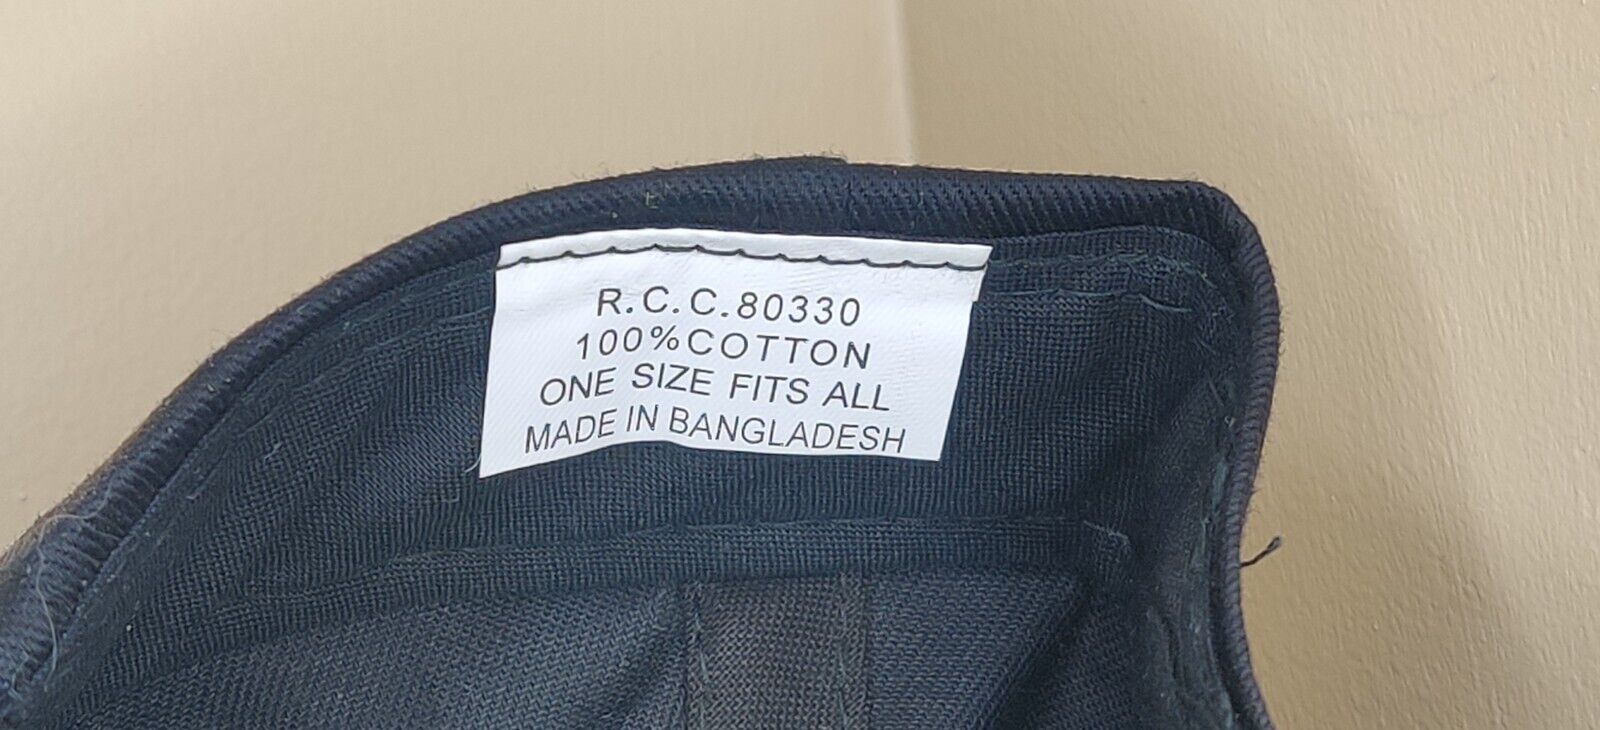 R.C.C.80330
100%COTTON
ONE SIZE FITS ALL
MADE IN BANGLADESH